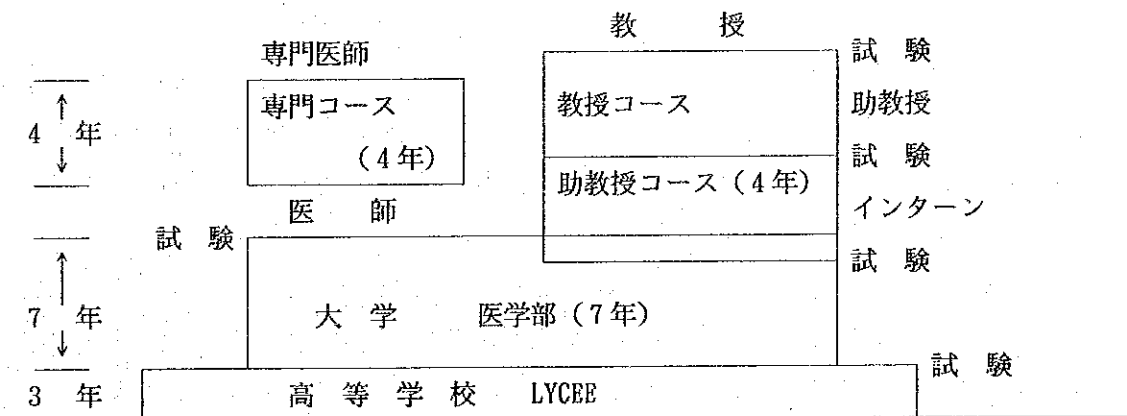 教 授
専門医師 試 験
専門コース 教授コース 助教授
4 年
(4年) 試 験
助教授コース(4年)
医 師 インターン
試 験
試 験
7 年 大 学 医学部(7年)
試 験
3 年 高 等 学 校 LYCEE